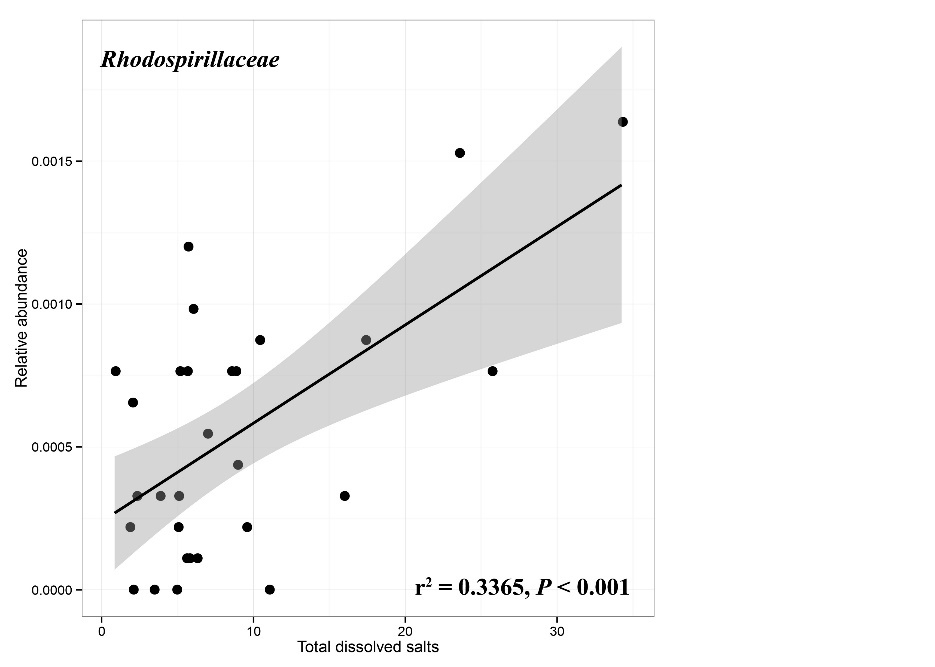 Rhodospirillaceae
0.0015
0.0010
0.0005
0.0000
Relative abundance
r² = 0.3365, P < 0.001
0 10 20 30
Total dissolved salts